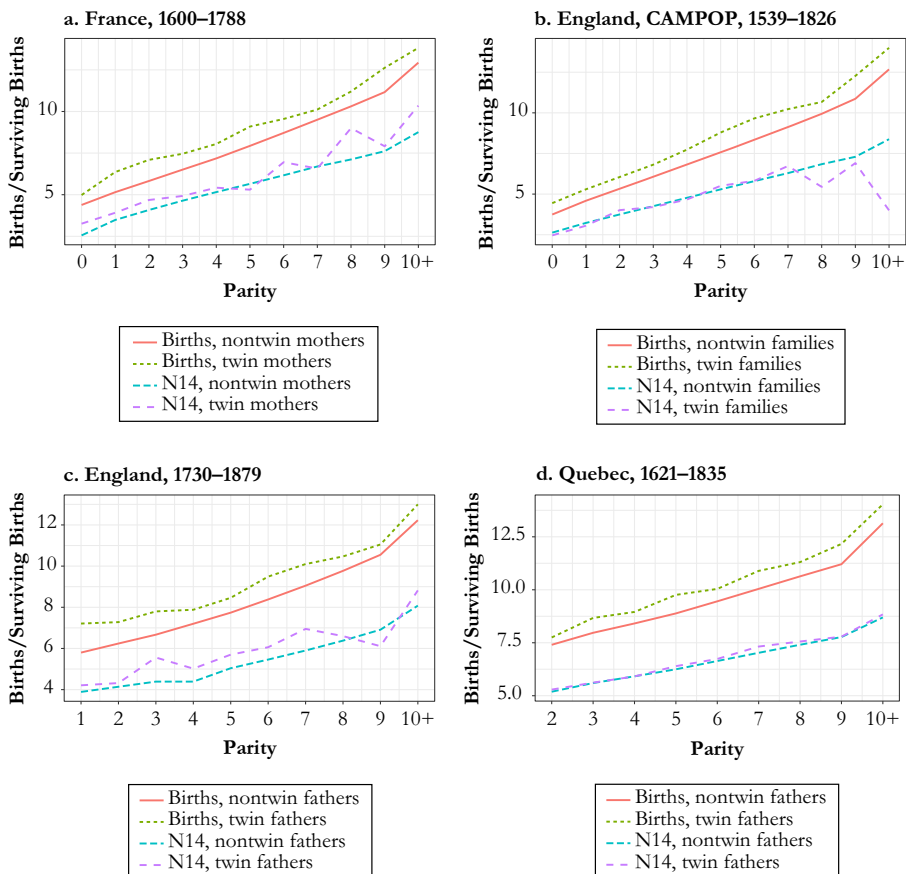 a. France, 1600–1788
Births/Surviving Births
10
5
0 1 2 3 4 5 6 7 8 9 10+
Parity
Births, nontwin mothers
Births, twin mothers
N14, nontwin mothers
N14, twin mothers
b. England, CAMPOP, 1539–1826
Births/Surviving Births
10
5
0 1 2 3 4 5 6 7 8 9 10+
Parity
Births, nontwin families
Births, twin families
N14, nontwin families
N14, twin families
c. England, 1730–1879
Births/Surviving Births
12
10
8
6
4
1 2 3 4 5 6 7 8 9 10+
Parity
Births, nontwin fathers
Births, twin fathers
N14, nontwin fathers
N14, twin fathers
d. Quebec, 1621–1835
Births/Surviving Births
12.5
10.0
7.5
5.0
2 3 4 5 6 7 8 9 10+
Parity
Births, nontwin fathers
Births, twin fathers
N14, nontwin fathers
N14, twin fathers